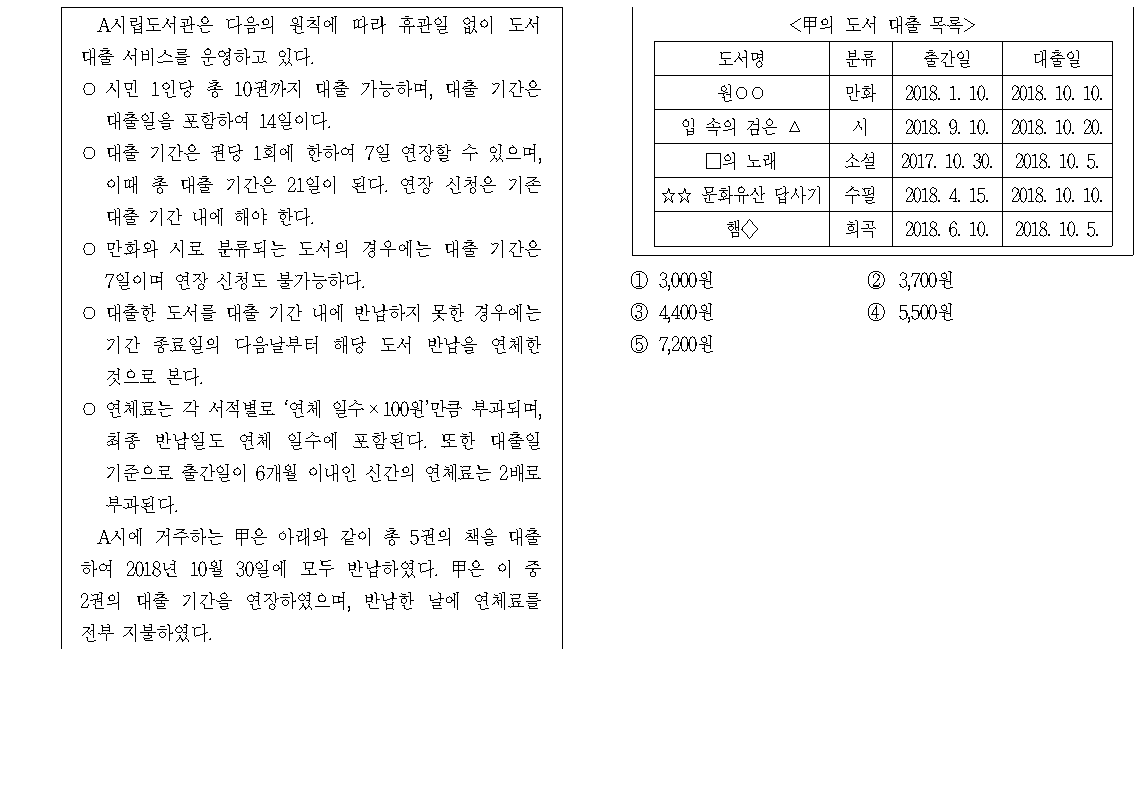 A시립도서관은 다음의 원칙에 따라 휴관일 없이 도서
대출 서비스를 운영하고 있다.
○ 시민 1인당 총 10권까지 대출 가능하며, 대출 기간은
대출일을 포함하여 14일이다.
○ 대출 기간은 권당 1회에 한하여 7일 연장할 수 있으며,
이때 총 대출 기간은 21일이 된다. 연장 신청은 기존
대출 기간 내에 해야 한다.
○ 만화와 시로 분류되는 도서의 경우에는 대출 기간은
7일이며 연장 신청도 불가능하다.
○ 대출한 도서를 대출 기간 내에 반납하지 못한 경우에는
기간 종료일의 다음날부터 해당 도서 반납을 연체한
것으로 본다.
○ 연체료는 각 서적별로 ‘연체 일수×100원’만큼 부과되며,
최종 반납일도 연체 일수에 포함된다. 또한 대출일
기준으로 출간일이 6개월 이내인 신간의 연체료는 2배로
부과된다.
A시에 거주하는 甲은 아래와 같이 총 5권의 책을 대출
하여 2018년 10월 30일에 모두 반납하였다. 甲은 이 중
2권의 대출 기간을 연장하였으며, 반납한 날에 연체료를
전부 지불하였다.
<甲의 도서 대출 목록>
도서명 분류 출간일 대출일
원○○ 만화 2018. 1. 10. 2018. 10. 10.
입 속의 검은 △ 시 2018. 9. 10. 2018. 10. 20.
□의 노래 소설 2017. 10. 30. 2018. 10. 5.
☆☆ 문화유산 답사기 수필 2018. 4. 15. 2018. 10. 10.
햄◇ 희곡 2018. 6. 10. 2018. 10. 5.
① 3,000원 ② 3,700원
③ 4,400원 ④ 5,500원
⑤ 7,200원